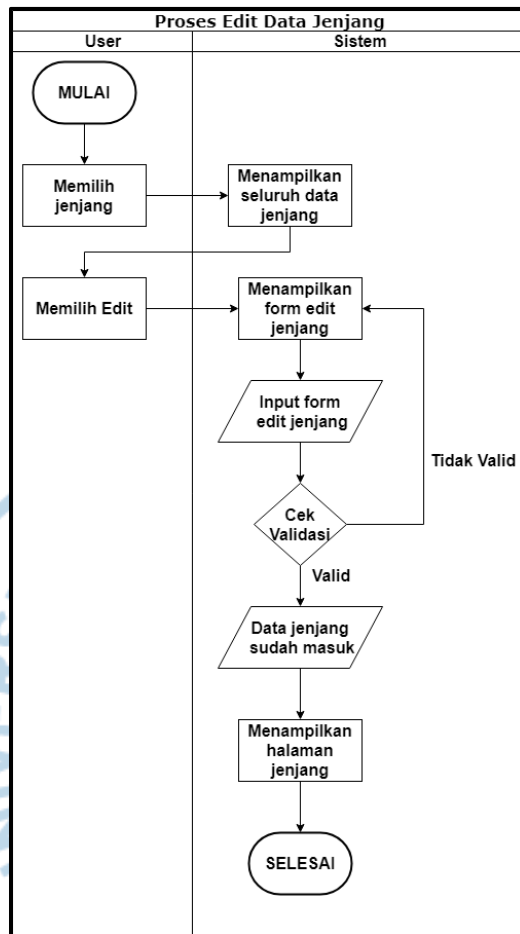 Proses Edit Data Jenjang
User
Sistem
MULAI
Memilih
jenjang
Menampilkan
seluruh data
jenjang
Memilih Edit
Menampilkan
form edit
jenjang
Input form
edit jenjang
Tidak Valid
Cek
Validasi
Valid
Data jenjang
sudah masuk
Menampilkan
halaman
jenjang
SELESAI